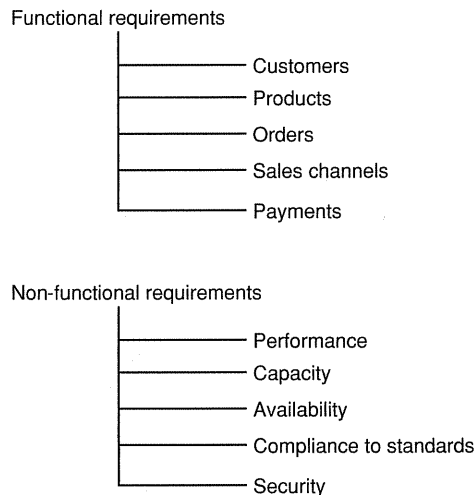 Functional requirements
Customers
Products
Orders
Sales channels
Payments
Non-functional requirements
Performance
Capacity
Availability
Compliance to standards
Security